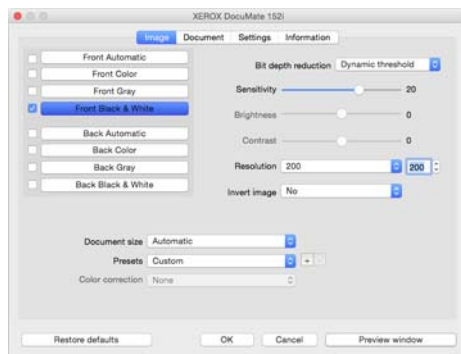 XEROX DocuMate 152i
Image Document Settings Information
Front Automatic
Front Color
Front Gray
Front Black & White
Back Automatic
Back Color
Back Gray
Back Black & White
Bit depth reduction Dynamic threshold
Sensitivity 20
Brightness 0
Contrast 0
Resolution 200 200
Invert image No
Document size Automatic
Presets Custom +
Color correction None
Restore defaults OK Cancel Preview window